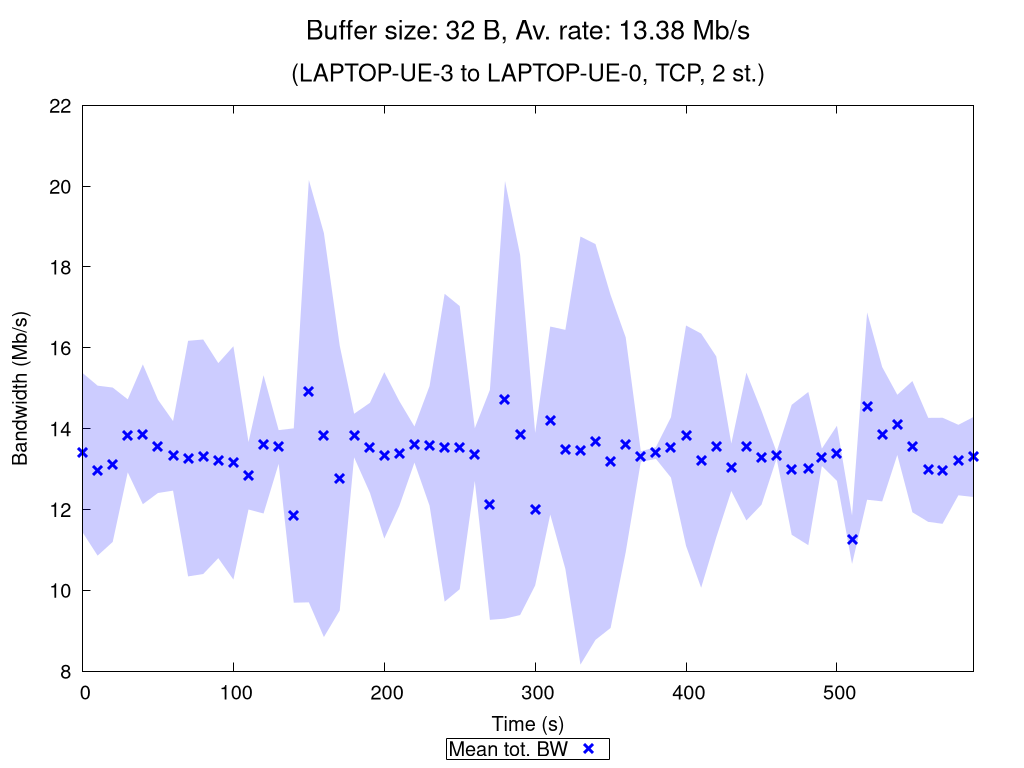 Buffer size: 32 B, Av. rate: 13.38 Mb/s
(LAPTOP-UE-3 to LAPTOP-UE-0, TCP, 2 st.)
22
20
18
16
14
12
10
8
Bandwidth (Mb/s)
0 100 200 300 400 500
Time (s)
Mean tot. BW